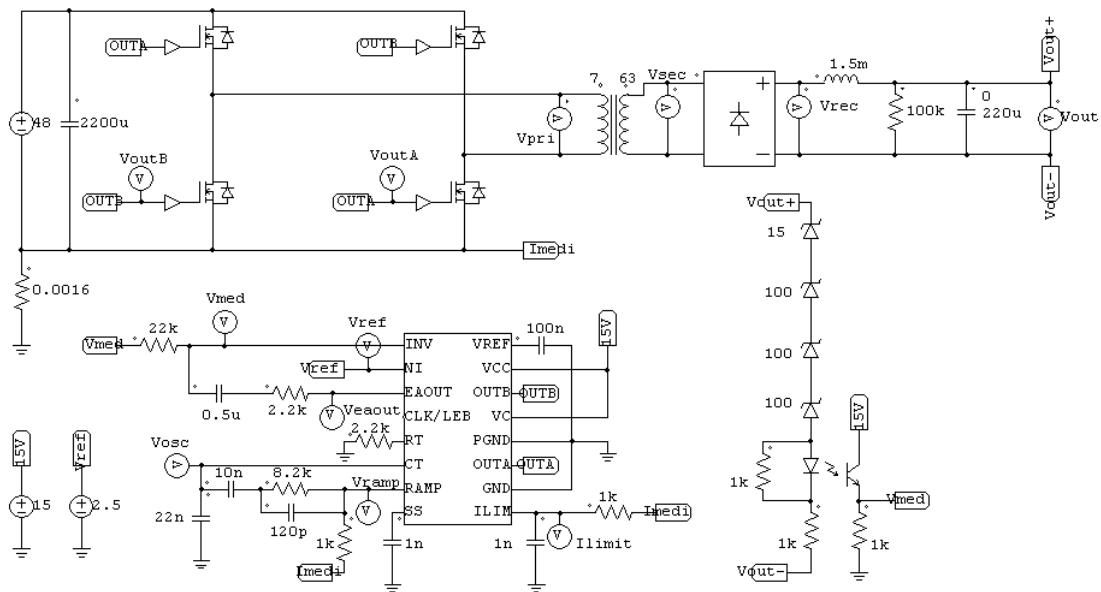 OUTA
OUTB
48
2200u
VoutB
VoutA
OUTB
OUTA
Imedi
0.0016
7
63
Vpri
Vsec
+
−
Vrec
1.5m
100k
0
220u
Vout+
Vout
Vout-
V
V
V
V
V
V
Vmed
22k
Vmed
V
Vref
V
Vref
0.5u
2.2k
Veaout
V
2.2k
Vosc
V
10n
8.2k
Vramp
V
22n
120p
1k
Imedi
1n
INV
NI
EAOUT
CLK/LEB
RT
CT
RAMP
SS
VREF
VCC
OUTB
VC
PGND
OUTA
GND
ILIM
100n
15V
OUTB
OUTA
1k
Imedi
1n
V
Ilimit
15V
15
Vref
2.5
Vout+
15
100
100
100
15V
1k
1k
Vmed
1k
Vout-